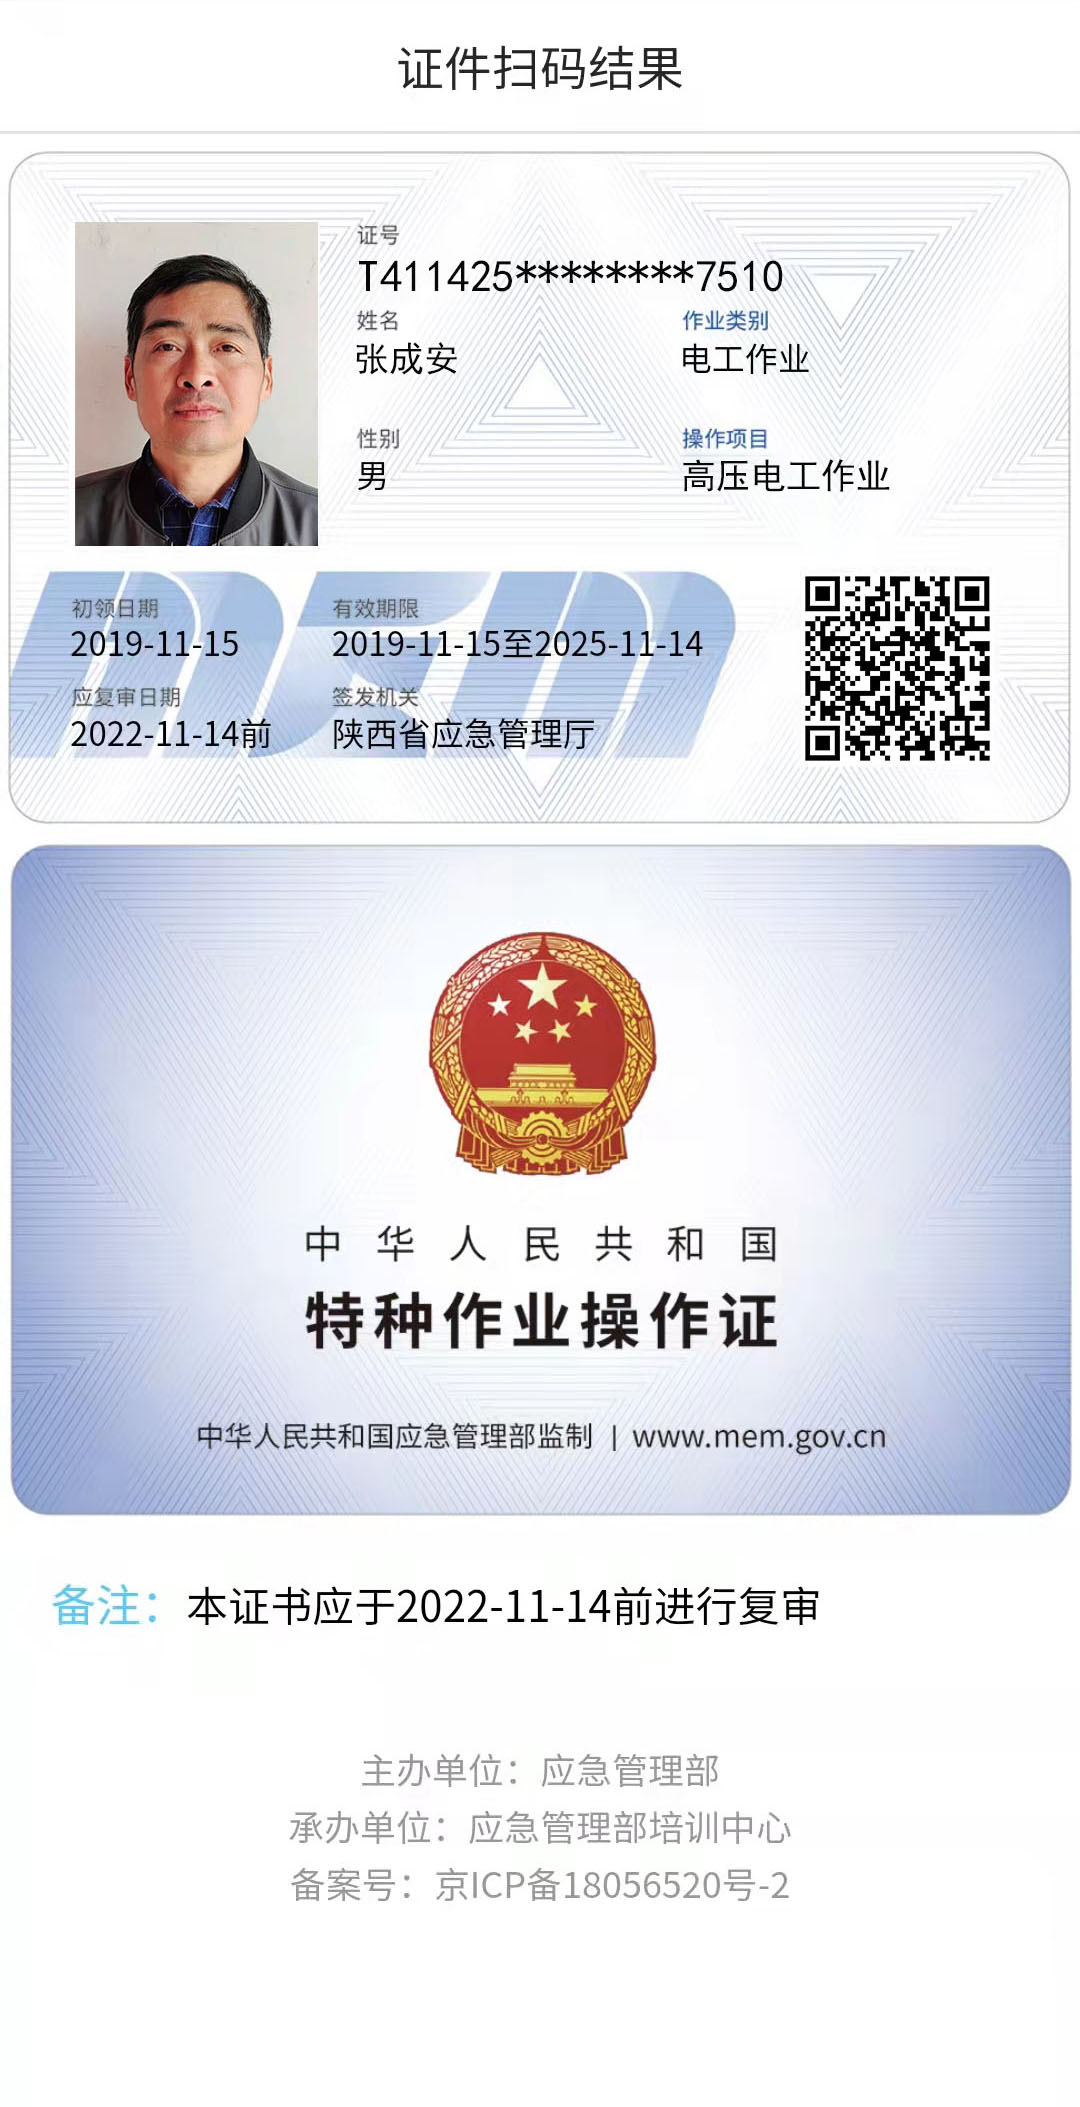 证件扫码结果
证号
T411425********7510
姓名
作业类别
张成安
电工作业
性别
操作项目
男
高压电工作业
初领日期
有效期限
2019-11-15
2019-11-15至2025-11-14
应复审日期
签发机关
2022-11-14前
陕西省应急管理厅
中华人民共和国
特种作业操作证
中华人民共和国应急管理部监制 | www.mem.gov.cn
备注：本证书应于2022-11-14前进行复审
主办单位：应急管理部
承办单位：应急管理部培训中心
备案号：京ICP备18056520号-2